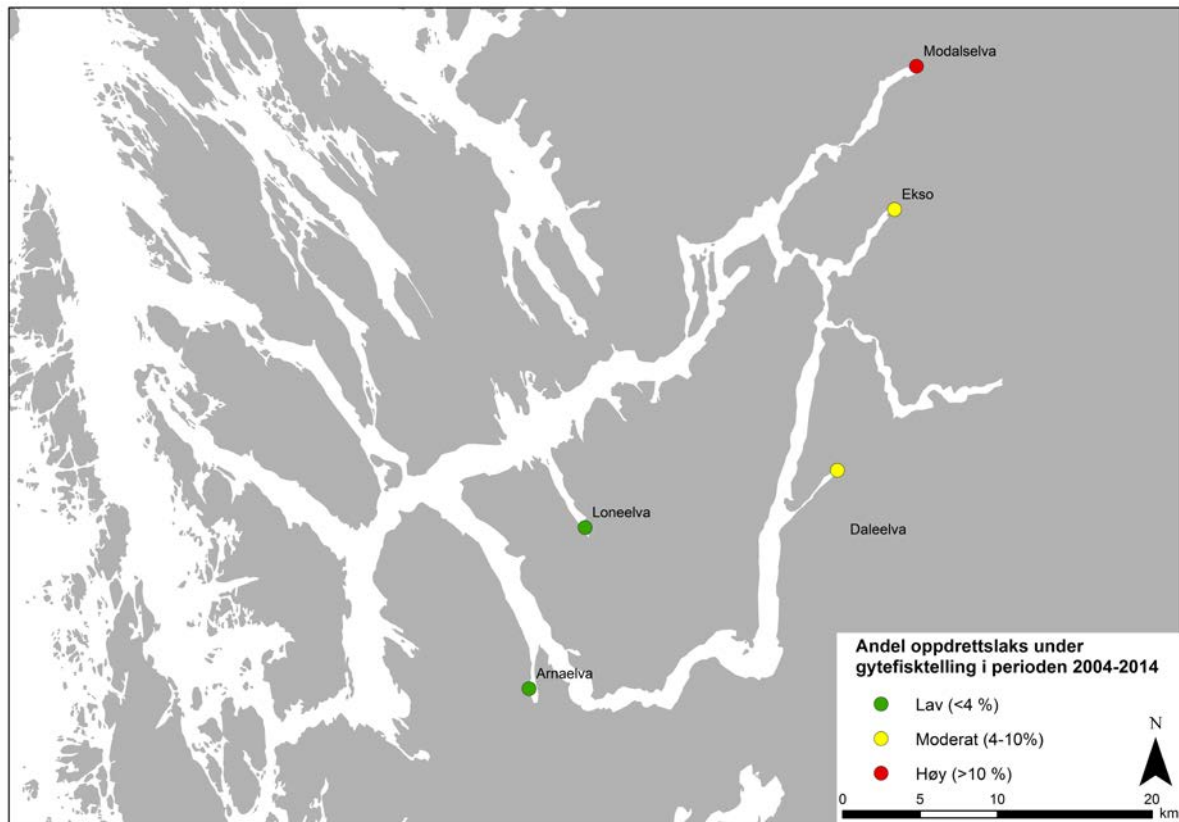 Modalselva
Ekso
Loneelva
Daleelva
Arnaelva
Andel oppdrettslaks under
gytefisktelling i perioden 2004-2014
Lav (<4 %)
Moderat (4-10%)
Høy (>10 %)
N
0 5 10 20
km